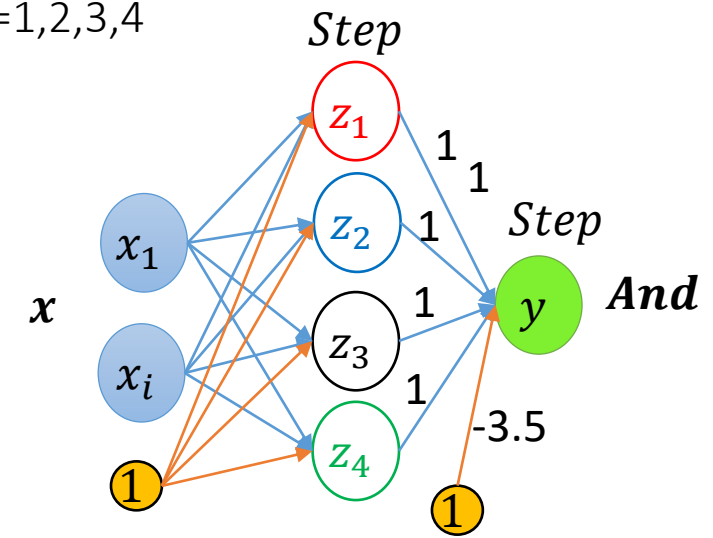 =1,2,3,4
Step
z₁
1
1
x₁
z₂
1
Step
x
y
And
z₃
1
xᵢ
1
-3.5
z₄
1
1